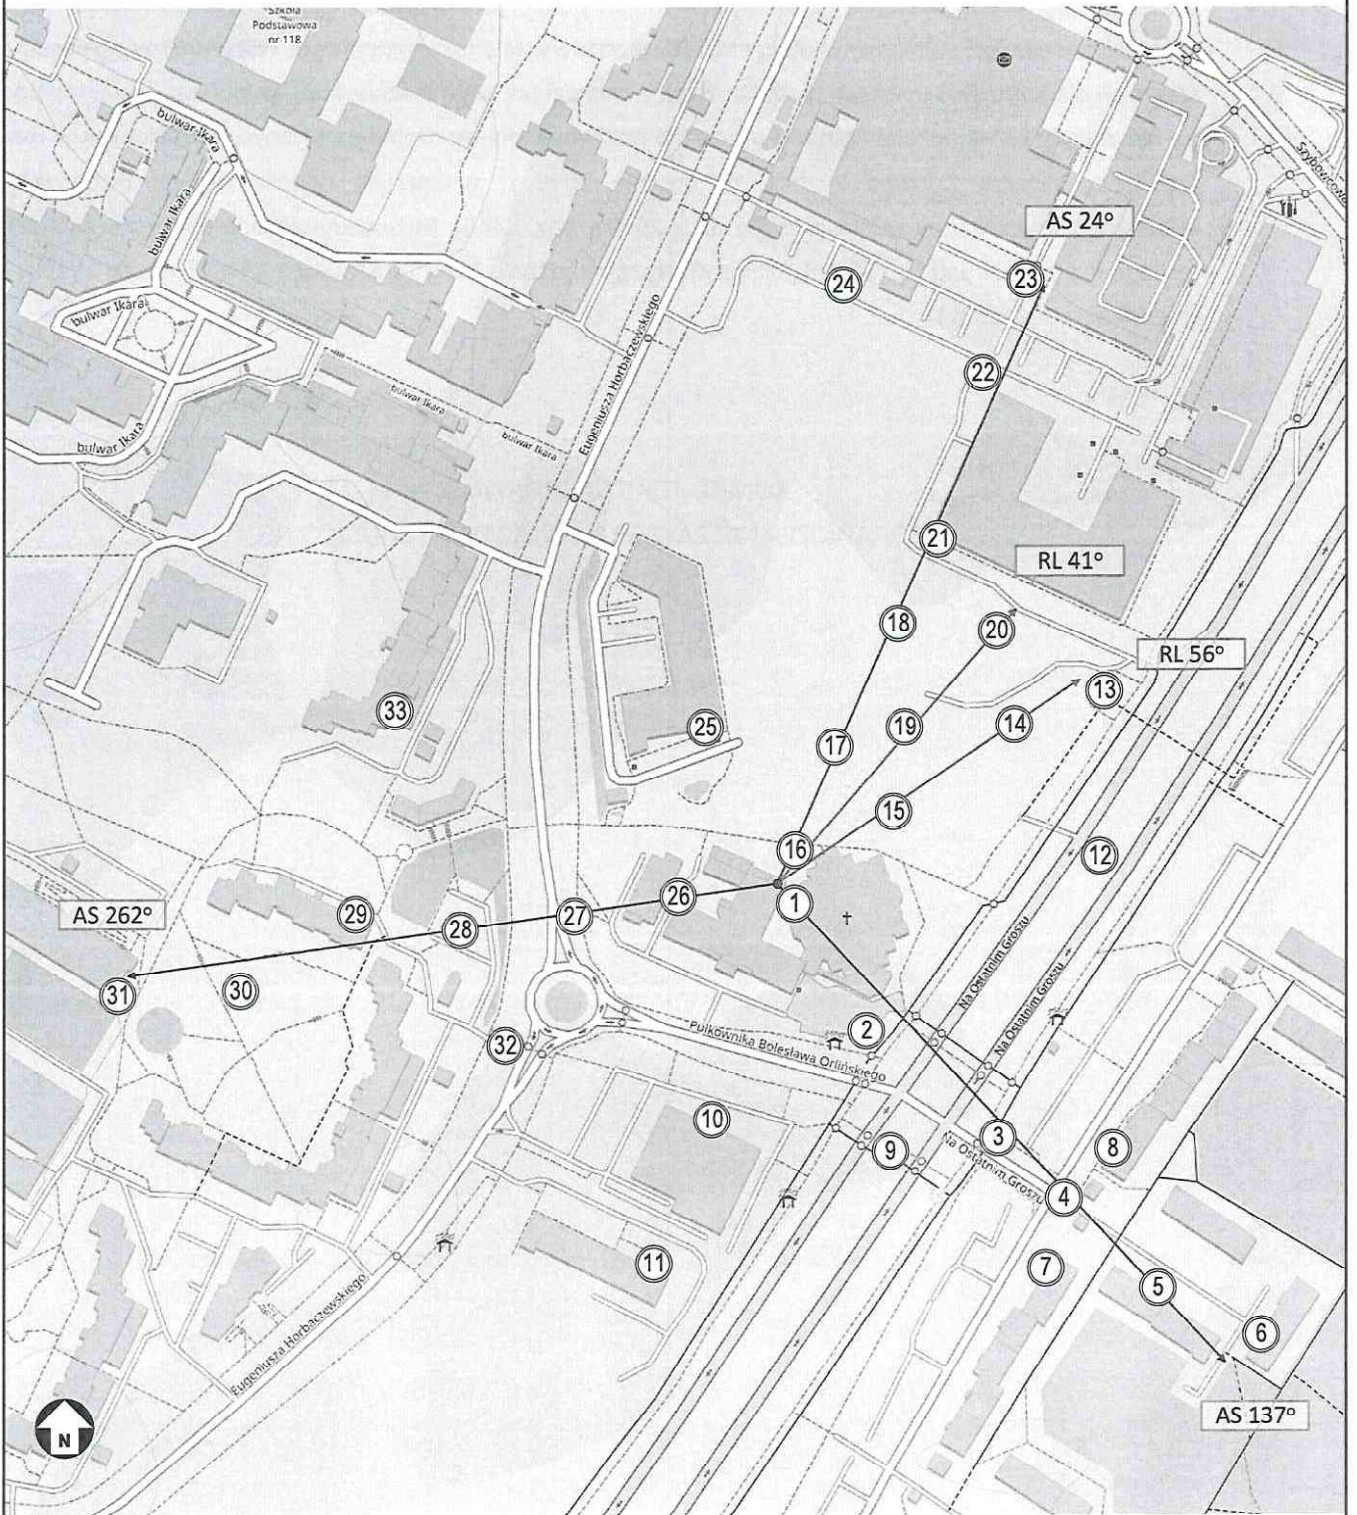 Szkoła
Podstawowa
nr 118
bulwar Ikara
bulwar Ikara
bulwar Ikara
bulwar Ikara
bulwar Ikara
bulwar Ikara
Eugeniusza Horbaczewskiego
Szybowcowa
AS 24°
23
24
22
21
RL 41°
18
20
RL 56°
13
33
25
17
19
14
15
16
12
AS 262°
29
28
27
26
1
31
30
32
2
Na Ostatnim Groszu
Na Ostatnim Groszu
Pułkownika Bolesława Orlińskiego
10
9
3
8
Na Ostatnim Groszu
4
11
7
5
6
Eugeniusza Horbaczewskiego
AS 137°
N